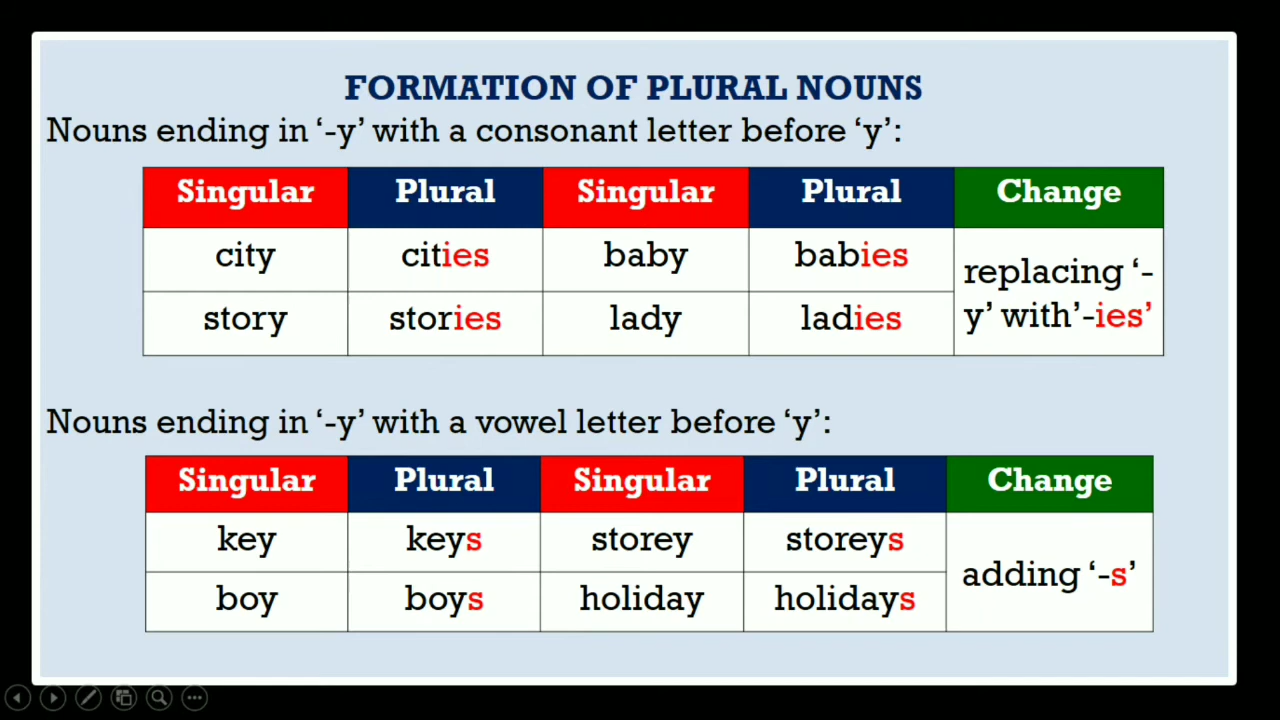 FORMATION OF PLURAL NOUNS
Nouns ending in ‘-y’ with a consonant letter before ‘y’:
Singular Plural Singular Plural Change
city cities baby babies replacing ‘-
story stories lady ladies y’ with’-ies’
Nouns ending in ‘-y’ with a vowel letter before ‘y’:
Singular Plural Singular Plural Change
key keys storey storeys adding ‘-s’
boy boys holiday holidays